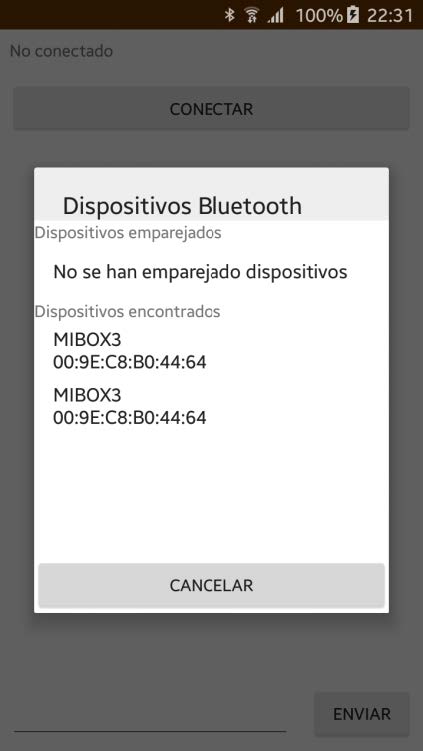 100% 22:31
No conectado
CONECTAR
Dispositivos Bluetooth
Dispositivos emparejados
No se han emparejado dispositivos
Dispositivos encontrados
MIBOX3
00:9E:C8:B0:44:64
MIBOX3
00:9E:C8:B0:44:64
CANCELAR
ENVIAR